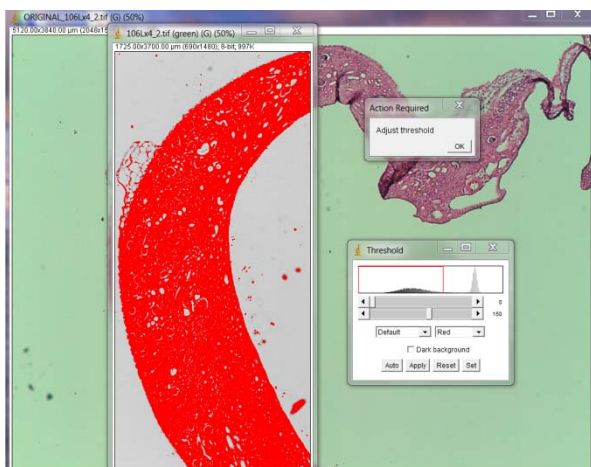 ORIGINAL_106Lx4_2.tif (G) (50%)
5120.00x3840.00 µm (2048x15
106Lx4_2.tif (green) (G) (50%)
1725.00x3700.00 µm (690x1480); 8-bit; 997K
Action Required
Adjust threshold
OK
Threshold
0
150
Default
Red
Dark background
Auto
Apply
Reset
Set